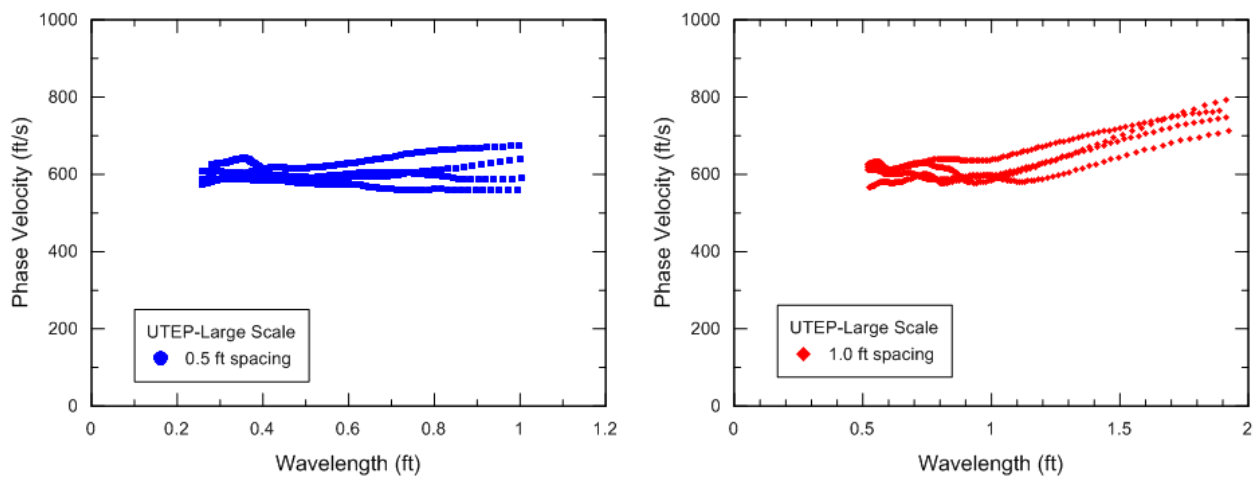 1000
800
600
400
200
0
Phase Velocity (ft/s)
UTEP-Large Scale
0.5 ft spacing
0 0.2 0.4 0.6 0.8 1 1.2
Wavelength (ft)
1000
800
600
400
200
0
Phase Velocity (ft/s)
UTEP-Large Scale
1.0 ft spacing
0 0.5 1 1.5 2
Wavelength (ft)